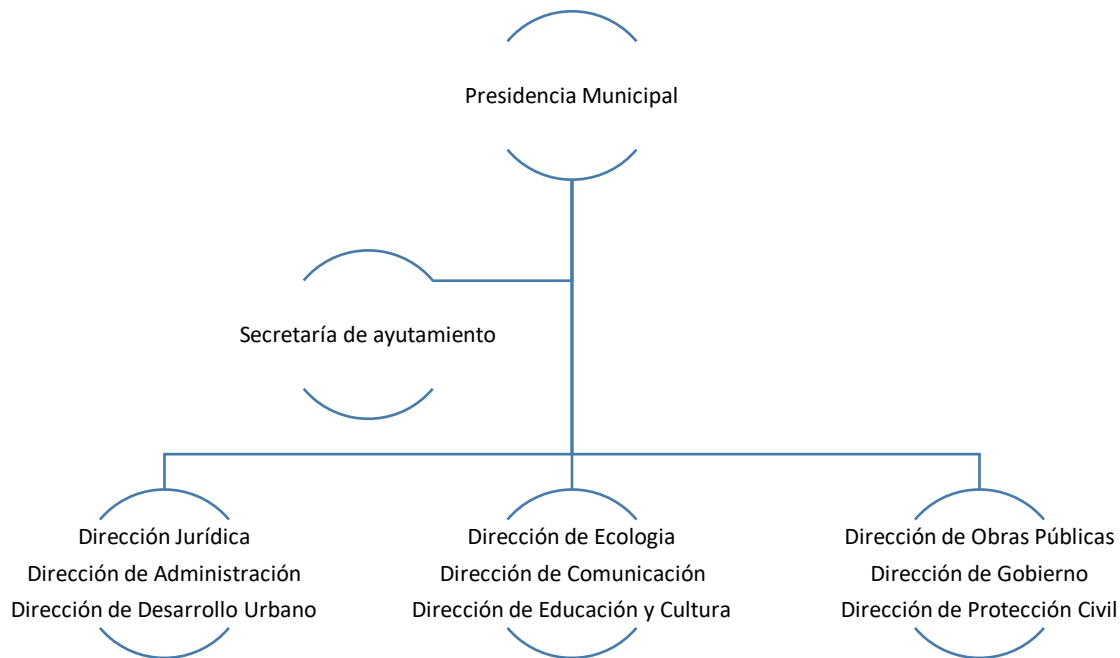 Presidencia Municipal
Secretaría de ayutamiento
Dirección Jurídica
Dirección de Administración
Dirección de Desarrollo Urbano
Dirección de Ecologia
Dirección de Comunicación
Dirección de Educación y Cultura
Dirección de Obras Públicas
Dirección de Gobierno
Dirección de Protección Civil